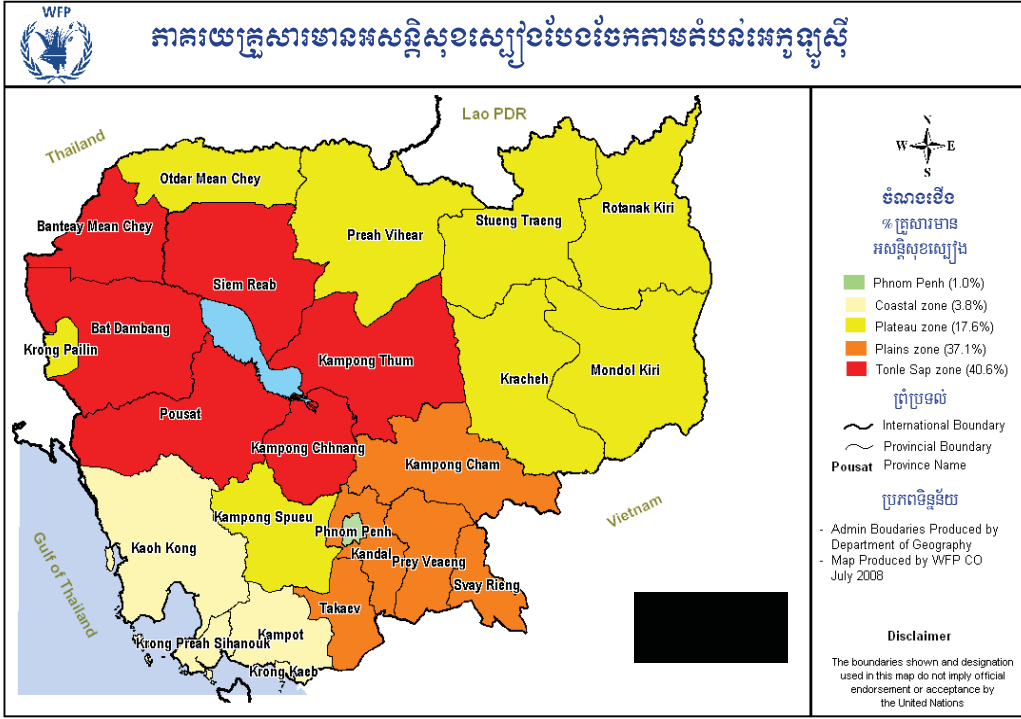 WFP
ភាគរយគ្រួសារមានអសន្តិសុខស្បៀងបែងចែកតាមតំបន់អេកូឡូស៊ី
Thailand
Lao PDR
Otdar Mean Chey
Banteay Mean Chey
Preah Vihear
Stueng Traeng
Rotanak Kiri
Siem Reab
Bat Dambang
Krong Pailin
Kampong Thum
Kracheh
Mondol Kiri
Pousat
Kampong Chhnang
Kampong Cham
Kampong Spueu
Phnom Penh
Kaoh Kong
Kandal
Prey Veaeng
Svay Rieng
Takaev
Krong Preah Sihanouk
Kampot
Krong Kaeb
Vietnam
Gulf of Thailand
N
W E
S
ចំណងជើង
%គ្រួសារមាន
អសន្តិសុខស្បៀង
Phnom Penh (1.0%)
Coastal zone (3.8%)
Plateau zone (17.6%)
Plains zone (37.1%)
Tonle Sap zone (40.6%)
ព្រំប្រទល់
International Boundary
Provincial Boundary
Pousat Province Name
ប្រភពទិន្នន័យ
- Admin Boudaries Produced by
Department of Geography
- Map Produced by WFP CO
July 2008
Disclaimer
The boundaries shown and designation
used in this map do not imply official
endorsement or acceptance by
the United Nations